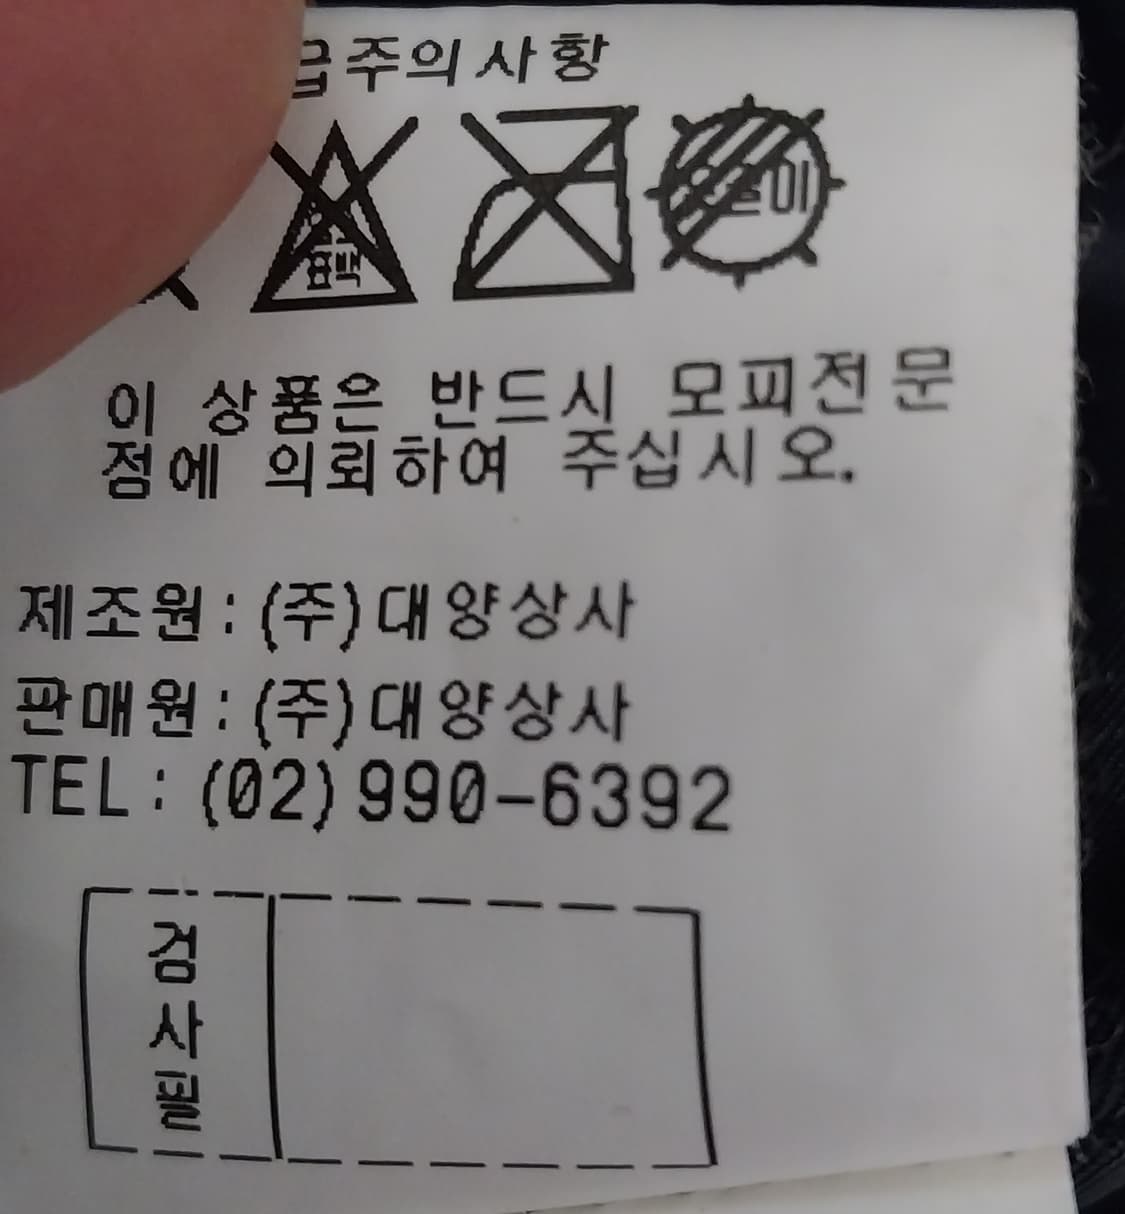 급주의사항
표백
옷걸이
이 상품은 반드시 모피전문
점에 의뢰하여 주십시오.
제조원:(주)대양상사
판매원:(주)대양상사
TEL:(02)990-6392
검
사
필